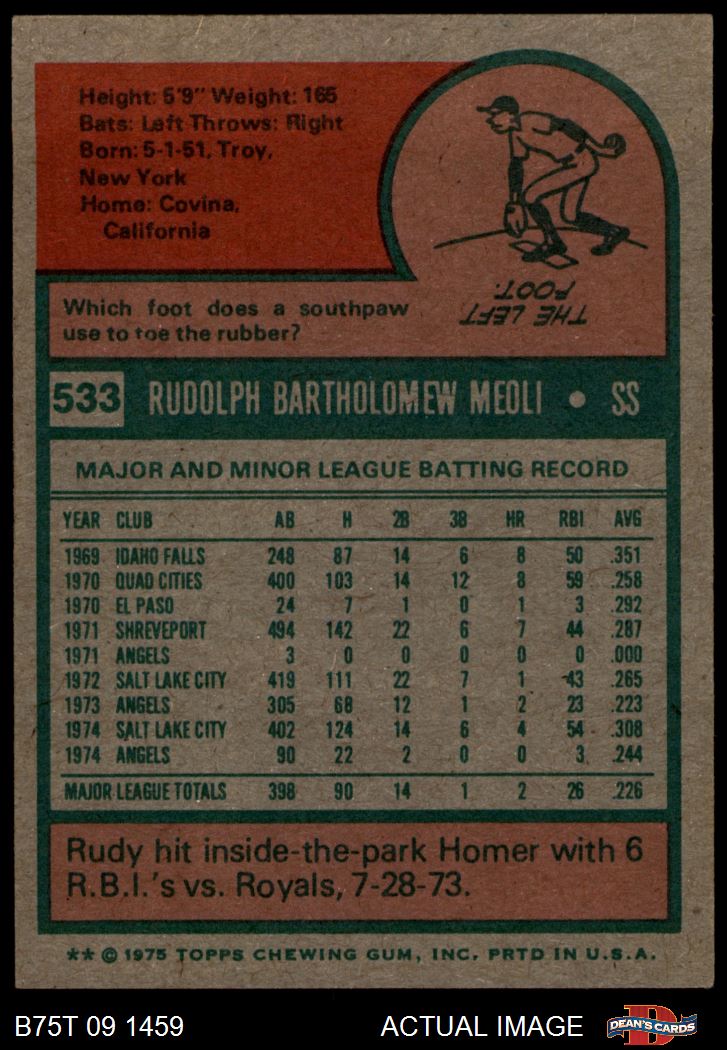 Height: 5'9" Weight: 165
Bats: Left Throws: Right
Born: 5-1-51, Troy,
New York
Home: Covina,
California
Which foot does a southpaw
use to toe the rubber?
THE LEFT
FOOT.
533 RUDOLPH BARTHOLOMEW MEOLI • SS
MAJOR AND MINOR LEAGUE BATTING RECORD
YEAR CLUB AB H 2B 3B HR RBI AVG
1969 IDAHO FALLS 248 87 14 6 8 50 .351
1970 QUAD CITIES 400 103 14 12 8 59 .258
1970 EL PASO 24 7 1 0 1 3 .292
1971 SHREVEPORT 494 142 22 6 7 44 .287
1971 ANGELS 3 0 0 0 0 0 .000
1972 SALT LAKE CITY 419 111 22 7 1 43 .265
1973 ANGELS 305 68 12 1 2 23 .223
1974 SALT LAKE CITY 402 124 14 6 4 54 .308
1974 ANGELS 90 22 2 0 0 3 .244
MAJOR LEAGUE TOTALS 398 90 14 1 2 26 .226
Rudy hit inside-the-park Homer with 6
R.B.I.'s vs. Royals, 7-28-73.
** © 1975 TOPPS CHEWING GUM, INC. PRTD IN U.S.A.
B75T 09 1459 ACTUAL IMAGE D DEAN'S CARDS